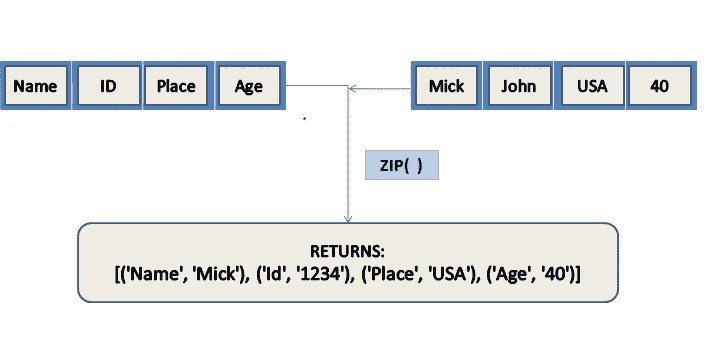 Name ID Place Age Mick John USA 40
ZIP( )
RETURNS:
[('Name', 'Mick'), ('Id', '1234'), ('Place', 'USA'), ('Age', '40')]